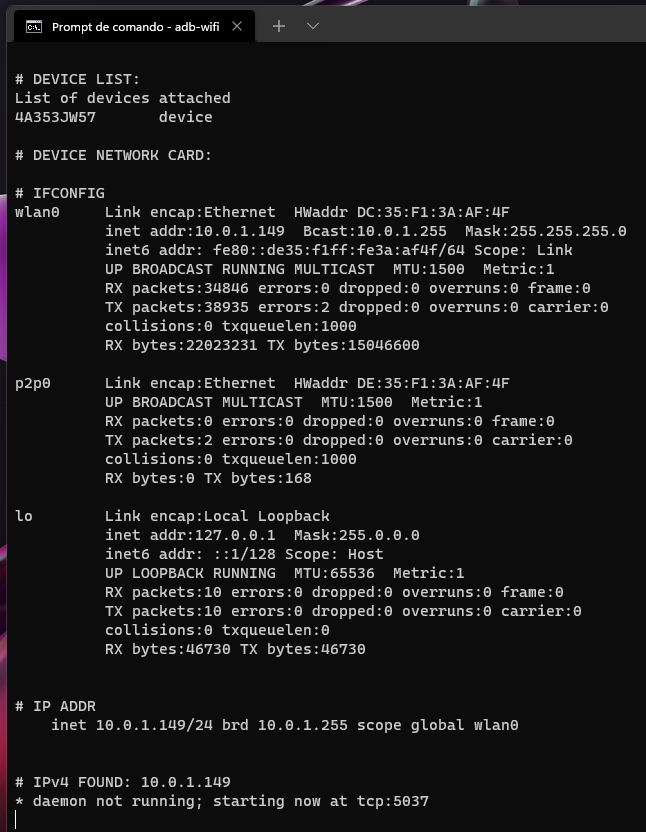 Prompt de comando - adb-wifi
# DEVICE LIST:
List of devices attached
4A353JW57       device
# DEVICE NETWORK CARD:
# IFCONFIG
wlan0     Link encap:Ethernet  HWaddr DC:35:F1:3A:AF:4F
          inet addr:10.0.1.149  Bcast:10.0.1.255  Mask:255.255.255.0
          inet6 addr: fe80::de35:f1ff:fe3a:af4f/64 Scope: Link
          UP BROADCAST RUNNING MULTICAST  MTU:1500  Metric:1
          RX packets:34846 errors:0 dropped:0 overruns:0 frame:0
          TX packets:38935 errors:2 dropped:0 overruns:0 carrier:0
          collisions:0 txqueuelen:1000
          RX bytes:22023231 TX bytes:15046600
p2p0      Link encap:Ethernet  HWaddr DE:35:F1:3A:AF:4F
          UP BROADCAST MULTICAST  MTU:1500  Metric:1
          RX packets:0 errors:0 dropped:0 overruns:0 frame:0
          TX packets:2 errors:0 dropped:0 overruns:0 carrier:0
          collisions:0 txqueuelen:1000
          RX bytes:0 TX bytes:168
lo        Link encap:Local Loopback
          inet addr:127.0.0.1  Mask:255.0.0.0
          inet6 addr: ::1/128 Scope: Host
          UP LOOPBACK RUNNING  MTU:65536  Metric:1
          RX packets:10 errors:0 dropped:0 overruns:0 frame:0
          TX packets:10 errors:0 dropped:0 overruns:0 carrier:0
          collisions:0 txqueuelen:0
          RX bytes:46730 TX bytes:46730
# IP ADDR
    inet 10.0.1.149/24 brd 10.0.1.255 scope global wlan0
# IPv4 FOUND: 10.0.1.149
* daemon not running; starting now at tcp:5037